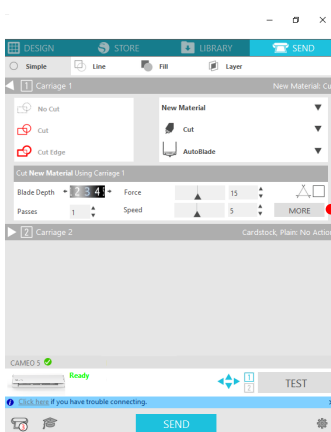 DESIGN STORE LIBRARY SEND
Simple Line Fill Layer
1 Carriage 1 New Material: Cu
No Cut New Material
Cut Cut
Cut Edge AutoBlade
Cut New Material Using Carriage 1
Blade Depth 2 3 4 Force 15
Passes 1 Speed 5 MORE
2 Carriage 2 Cardstock, Plain: No Actio
CAMEO 5
Ready
1
2
TEST
Click here if you have trouble connecting.
SEND